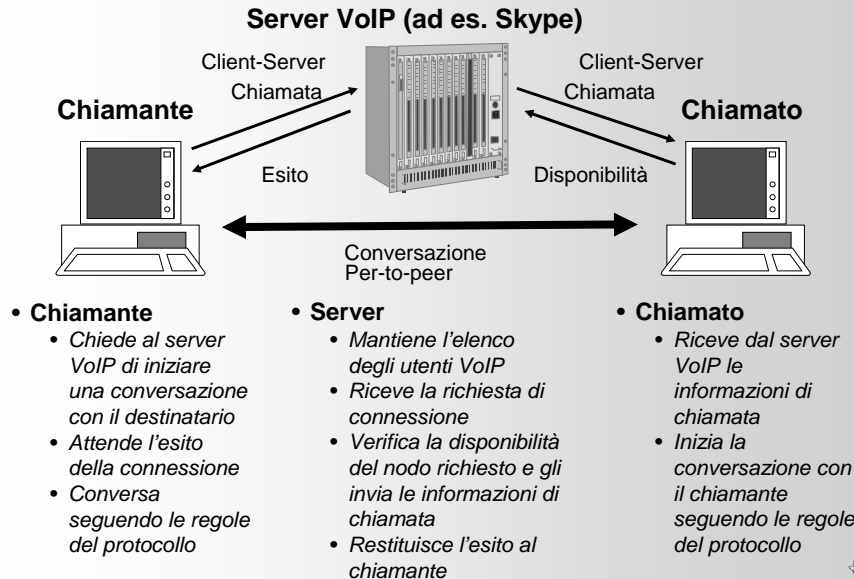 Server VoIP (ad es. Skype)
Client-Server
Chiamata
Client-Server
Chiamata
Chiamante
Chiamato
Esito
Disponibilità
Conversazione
Per-to-peer
• Chiamante
• Chiede al server
VoIP di iniziare
una conversazione
con il destinatario
• Attende l'esito
della connessione
• Conversa
seguendo le regole
del protocollo
• Server
• Mantiene l'elenco
degli utenti VoIP
• Riceve la richiesta di
connessione
• Verifica la disponibilità
del nodo richiesto e gli
invia le informazioni di
chiamata
• Restituisce l'esito al
chiamante
• Chiamato
• Riceve dal server
VoIP le
informazioni di
chiamata
• Inizia la
conversazione con
il chiamante
seguendo le regole
del protocollo